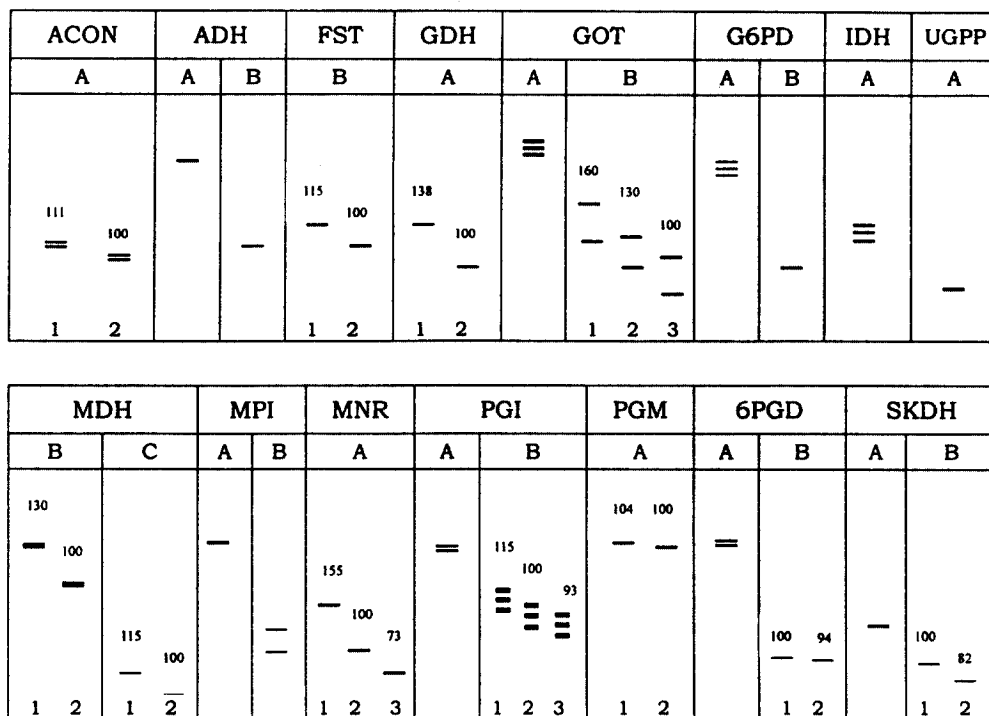 ACON ADH FST GDH GOT G6PD IDH UGPP
A A B B A A B A B A A
160
115 138 130
111 100 100
100 100 100
1 2 1 2 1 2 1 2 3
MDH MPI MNR PGI PGM 6PGD SKDH
B C A B A A B A A B A B
130 104 100
100 115
155 100
93
100
115 73 100 94 100
100 82
1 2 1 2 1 2 3 1 2 3 1 2 1 2 1 2